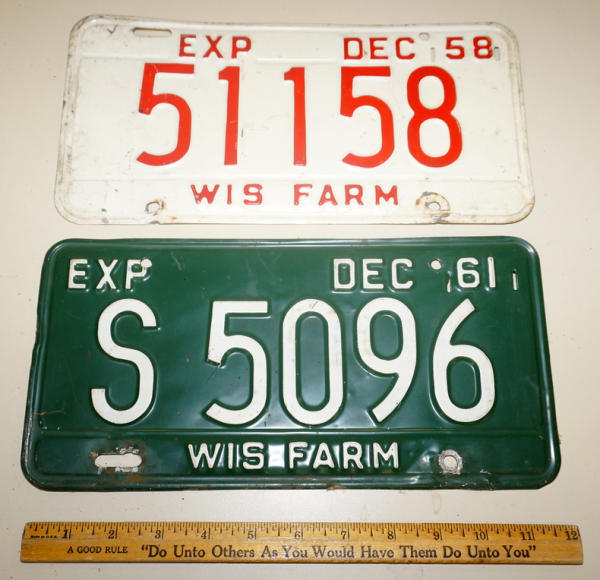 EXP DEC 58
51158
WIS FARM
EXP DEC 61
S 5096
WIS FARM
1 2 3 4 5 6 7 8 9 10 11 12
A GOOD RULE "Do Unto Others As You Would Have Them Do Unto You"